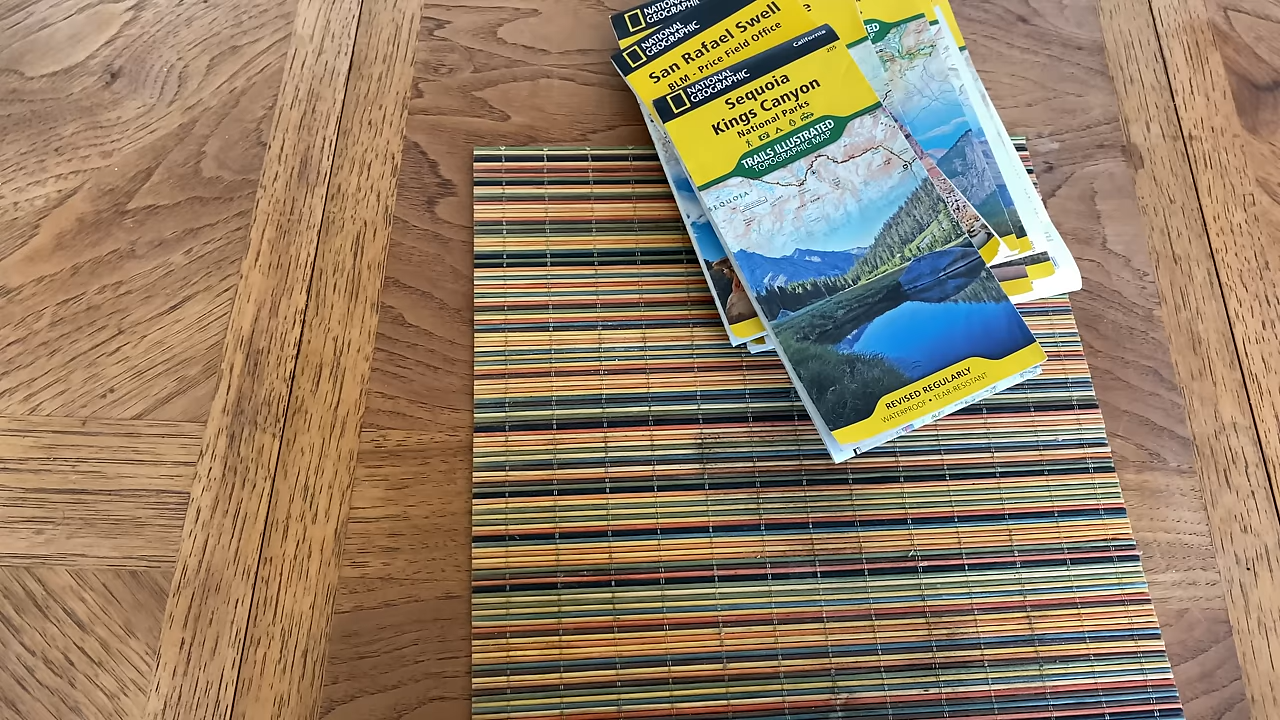 NATIONAL
GEOGRAPHIC
NATIONAL
GEOGRAPHIC
San Rafael Swell
BLM - Price Field Office
NATIONAL
GEOGRAPHIC
California
205
Sequoia
Kings Canyon
National Parks
TRAILS ILLUSTRATED
TOPOGRAPHIC MAP
SEQUOIA
REVISED REGULARLY
WATERPROOF • TEAR-RESISTANT